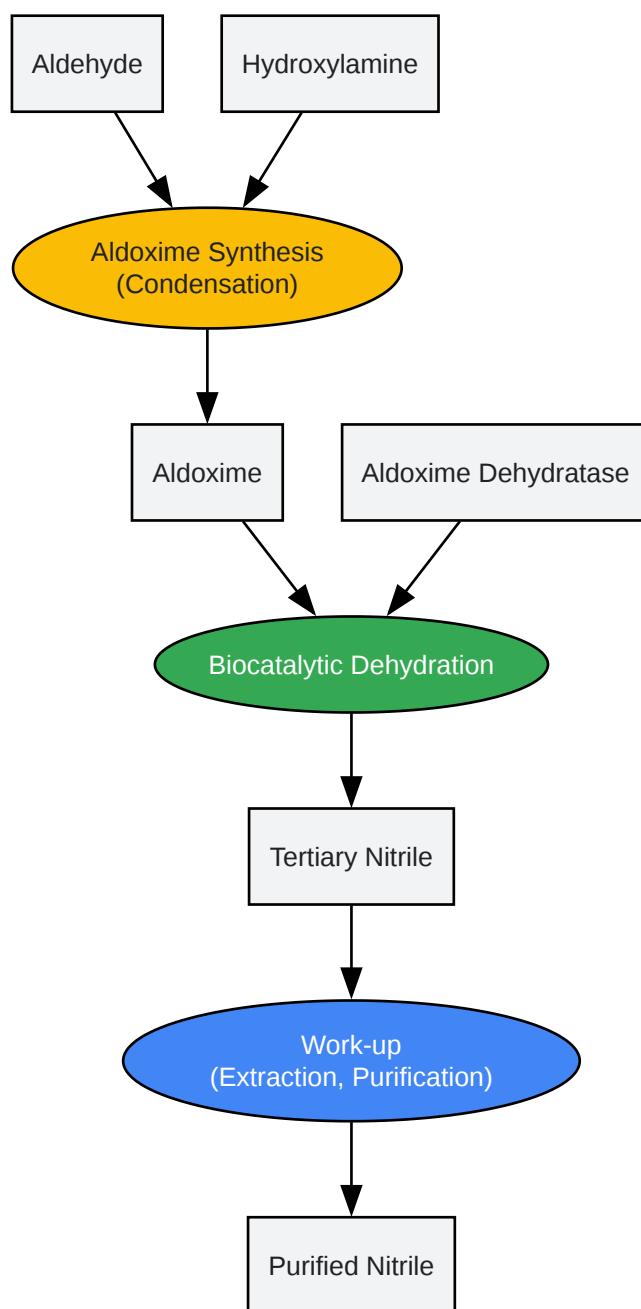 Aldehyde
Hydroxylamine
Aldoxime Synthesis
(Condensation)
Aldoxime
Aldoxime Dehydratase
Biocatalytic Dehydration
Tertiary Nitrile
Work-up
(Extraction, Purification)
Purified Nitrile